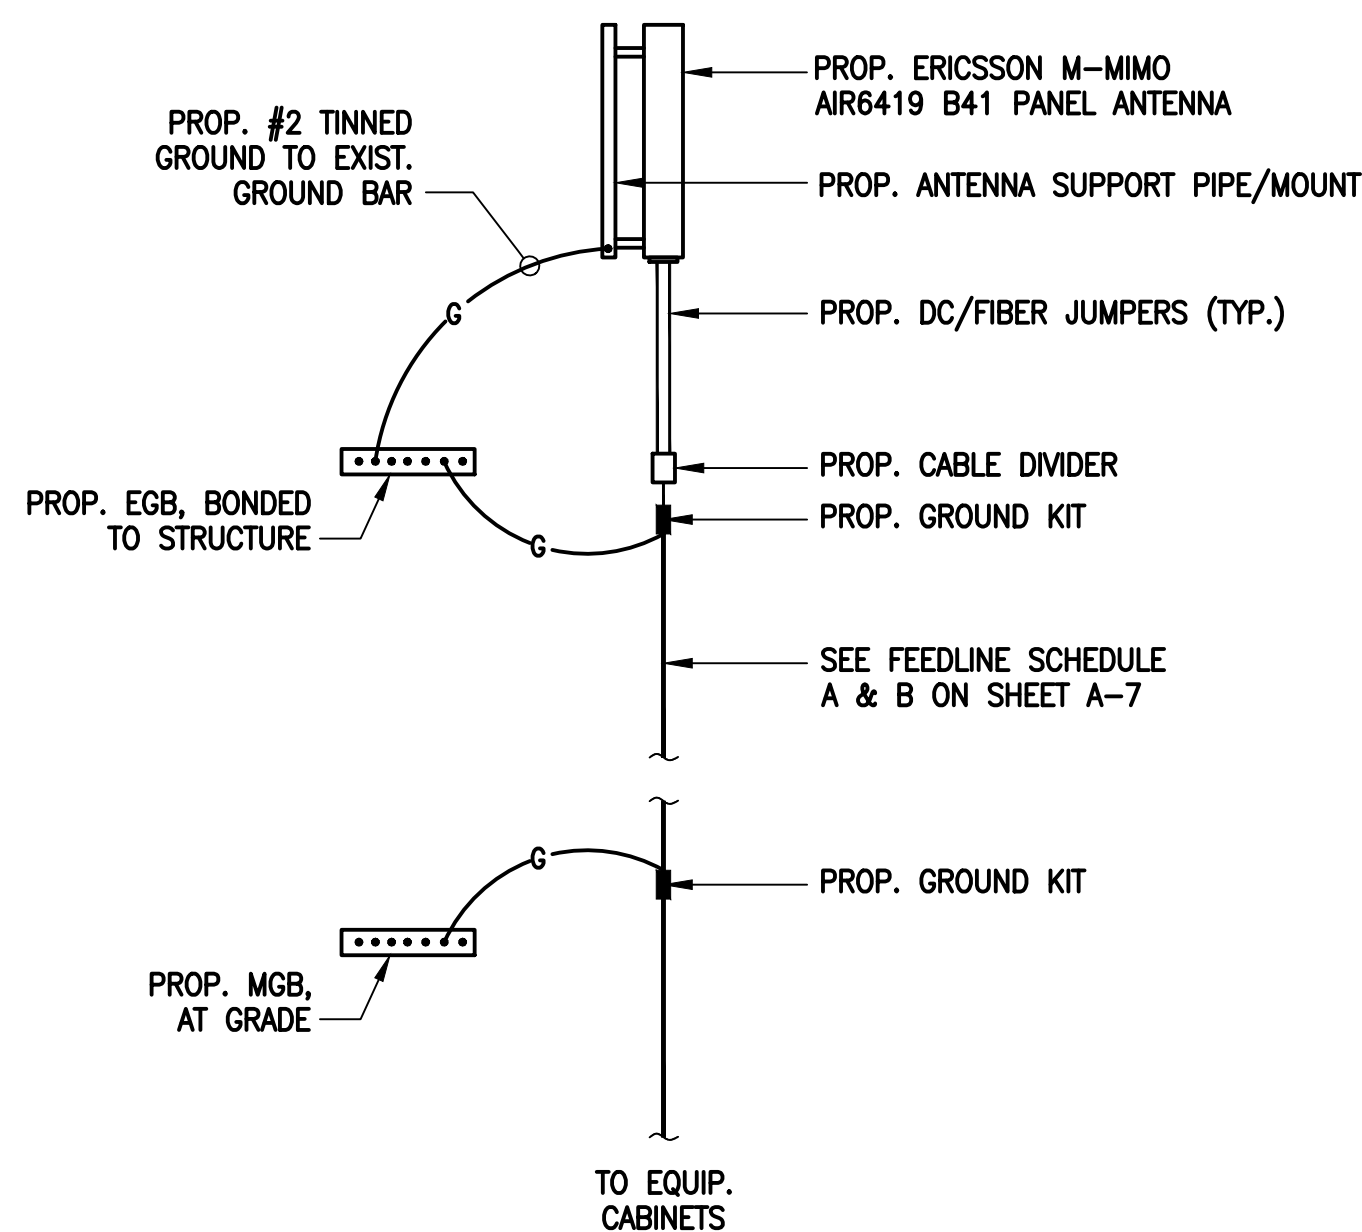 PROP. ERICSSON M-MIMO
AIR6419 B41 PANEL ANTENNA
PROP. #2 TINNED
GROUND TO EXIST.
GROUND BAR
PROP. ANTENNA SUPPORT PIPE/MOUNT
G
PROP. DC/FIBER JUMPERS (TYP.)
PROP. CABLE DIVIDER
PROP. EGB, BONDED
TO STRUCTURE
PROP. GROUND KIT
G
SEE FEEDLINE SCHEDULE
A & B ON SHEET A-7
G
PROP. GROUND KIT
PROP. MGB,
AT GRADE
TO EQUIP.
CABINETS